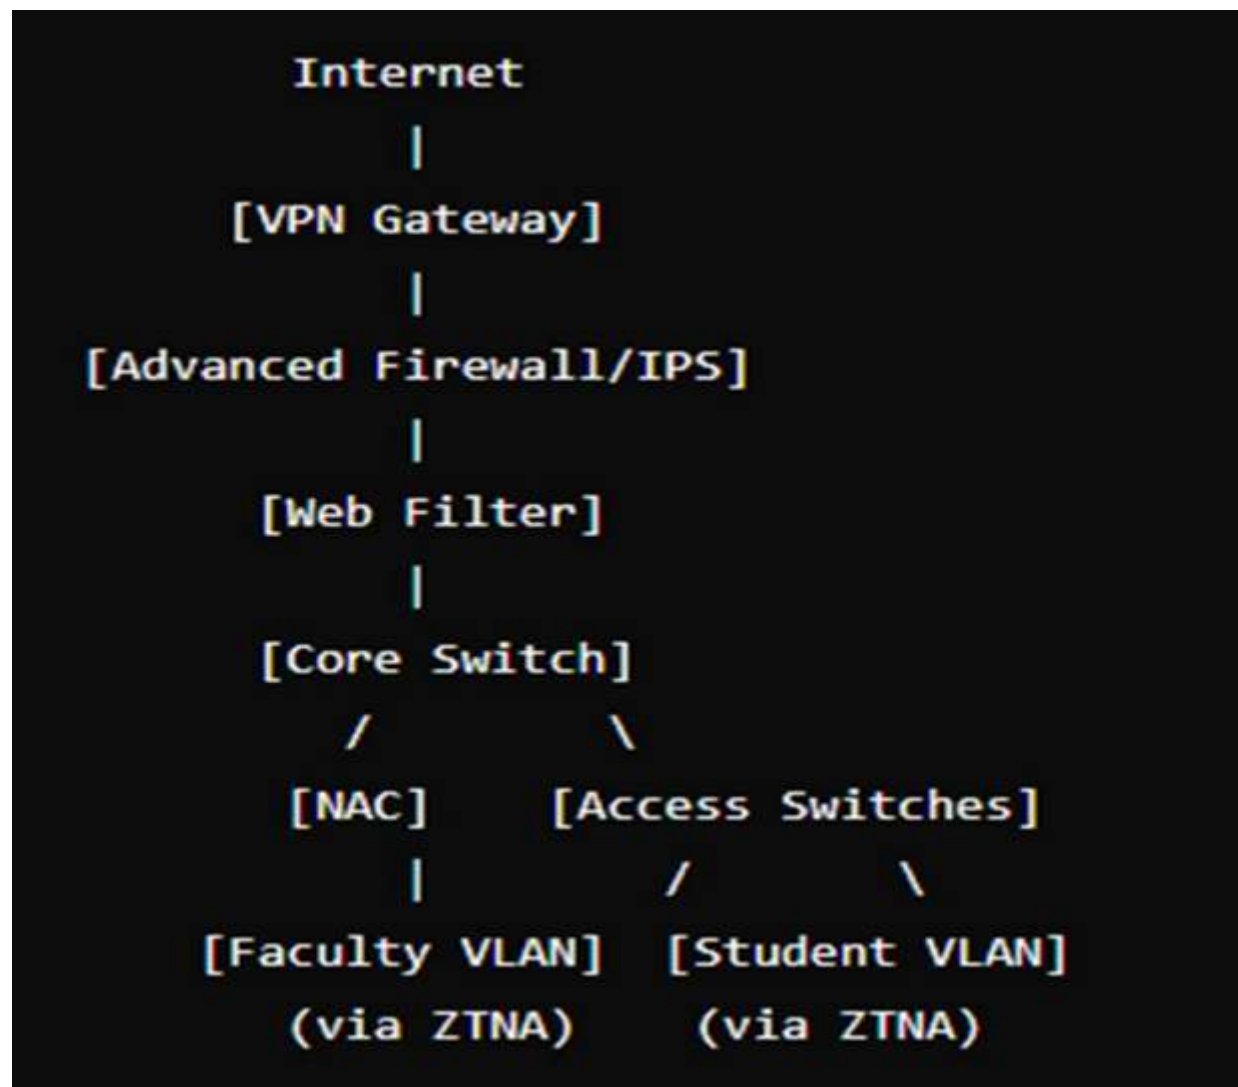 Internet
|
[VPN Gateway]
|
[Advanced Firewall/IPS]
|
[Web Filter]
|
[Core Switch]
/ \
[NAC] [Access Switches]
| / \
[Faculty VLAN] [Student VLAN]
(via ZTNA) (via ZTNA)